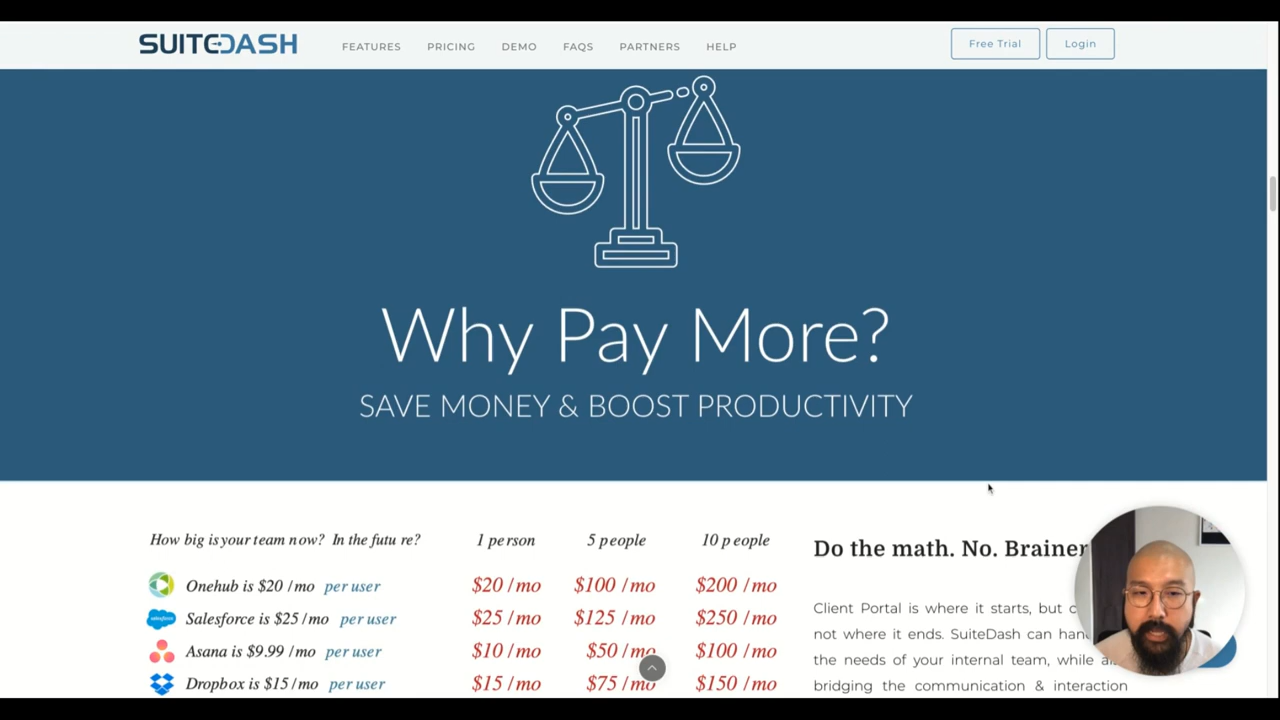 SUITEDASH FEATURES PRICING DEMO FAQS PARTNERS HELP Free Trial Login
Why Pay More?
SAVE MONEY & BOOST PRODUCTIVITY
How big is your team now? In the future? 1 person 5 people 10 people
Onehub is $20 /mo per user $20 /mo $100 /mo $200 /mo
Salesforce is $25 /mo per user $25 /mo $125 /mo $250 /mo
Asana is $9.99 /mo per user $10 /mo $50 /mo $100 /mo
Dropbox is $15 /mo per user $15 /mo $75 /mo $150 /mo
Do the math. No. Brainer
Client Portal is where it starts, but
not where it ends. SuiteDash can
the needs of your internal team, while
bridging the communication & interaction